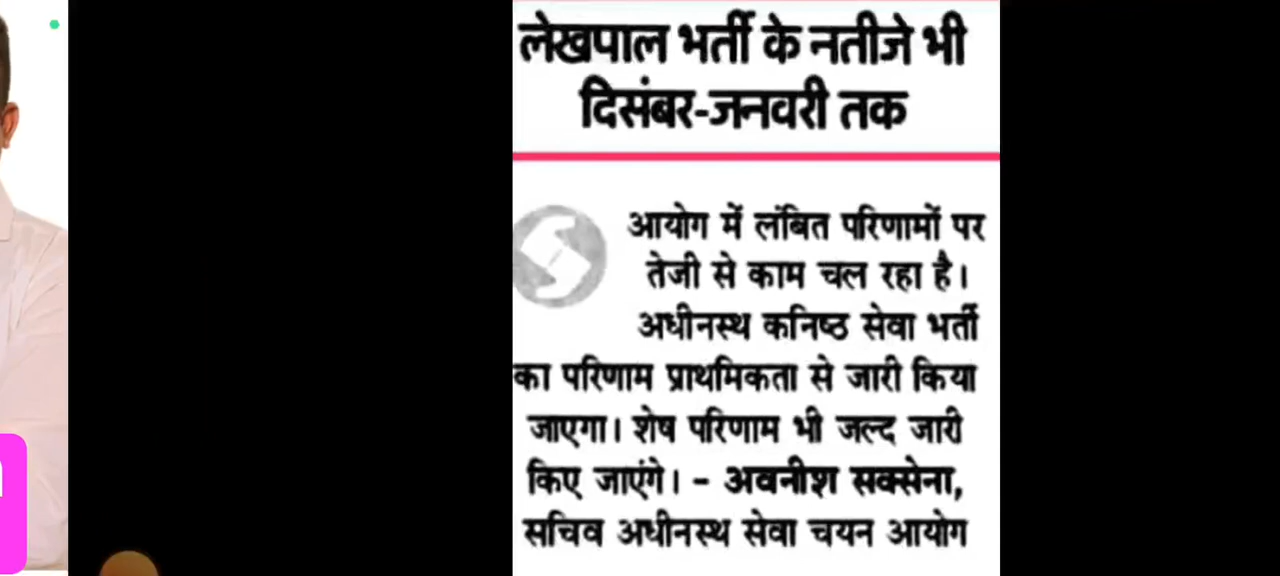 लेखपाल भर्ती के नतीजे भी
दिसंबर-जनवरी तक
आयोग में लंबित परिणामों पर
तेजी से काम चल रहा है।
अधीनस्थ कनिष्ठ सेवा भर्ती
का परिणाम प्राथमिकता से जारी किया
जाएगा। शेष परिणाम भी जल्द जारी
किए जाएंगे। - अवनीश सक्सेना,
सचिव अधीनस्थ सेवा चयन आयोग